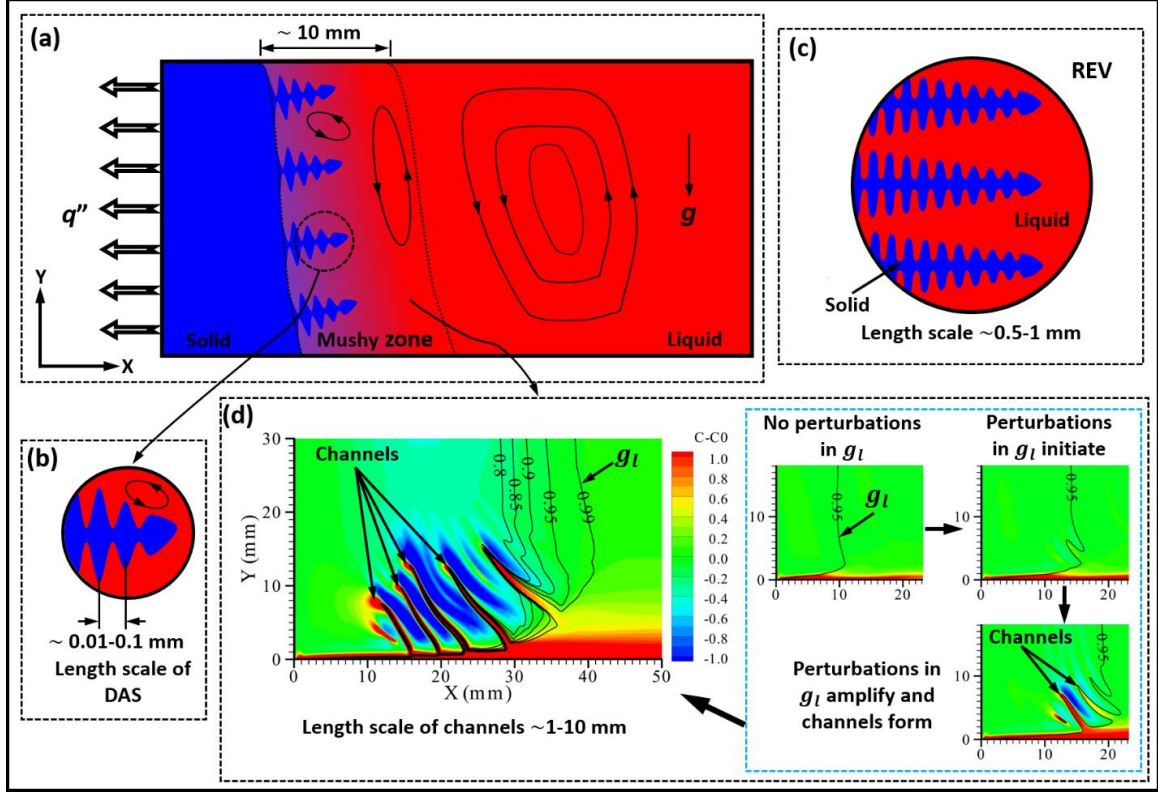 (a)
~ 10 mm
q”
g
Y
X
Solid
Mushy zone
Liquid
(c)
REV
Liquid
Solid
Length scale ~0.5-1 mm
(b)
~ 0.01-0.1 mm
Length scale of
DAS
(d)
Channels
g_l
0.8
0.85
0.9
0.95
0.99
Y (mm)
30
20
10
0
0 10 20 30 40 50
X (mm)
C-C0
1.0
0.8
0.6
0.4
0.2
0.0
-0.2
-0.4
-0.6
-0.8
-1.0
Length scale of channels ~1-10 mm
No perturbations
in g_l
0.95
g_l
10
0
0 10 20
Perturbations
in g_l initiate
0.95
10
0
0 10 20
Perturbations in
g_l amplify and
channels form
Channels
0.95
10
0
0 10 20